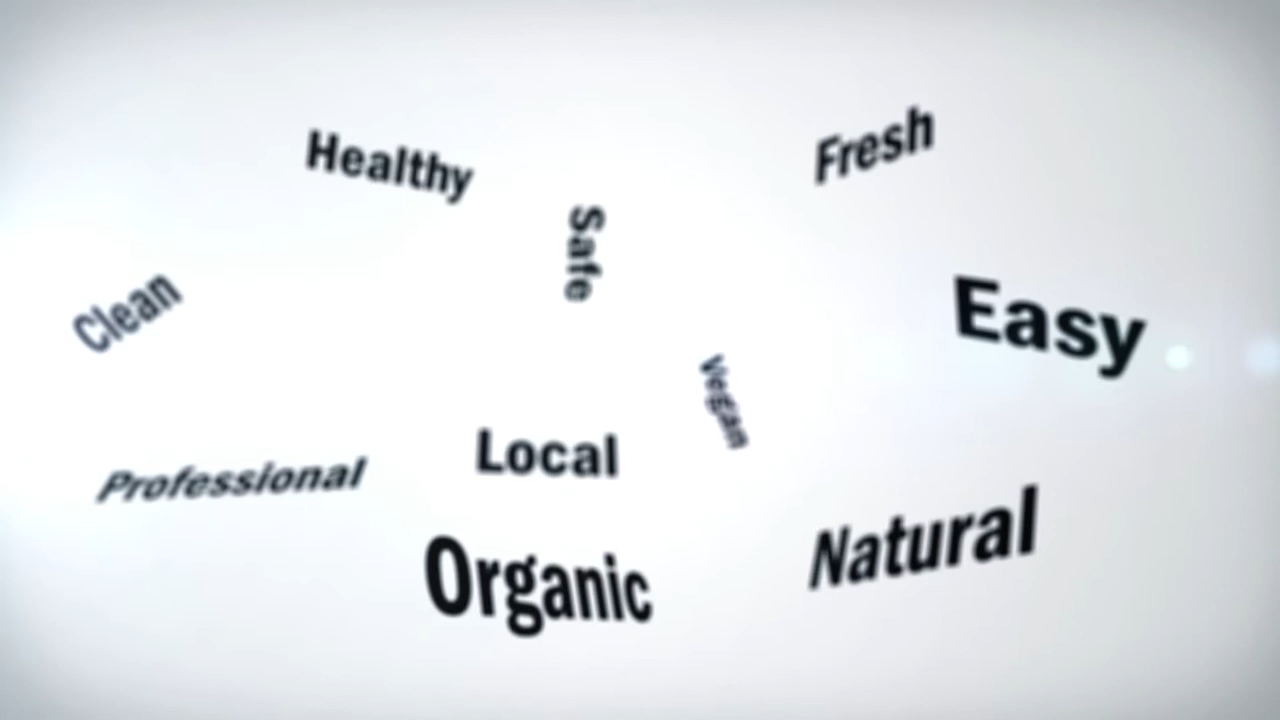 Healthy
Fresh
Safe
Clean
Easy
Vegan
Local
Professional
Organic
Natural